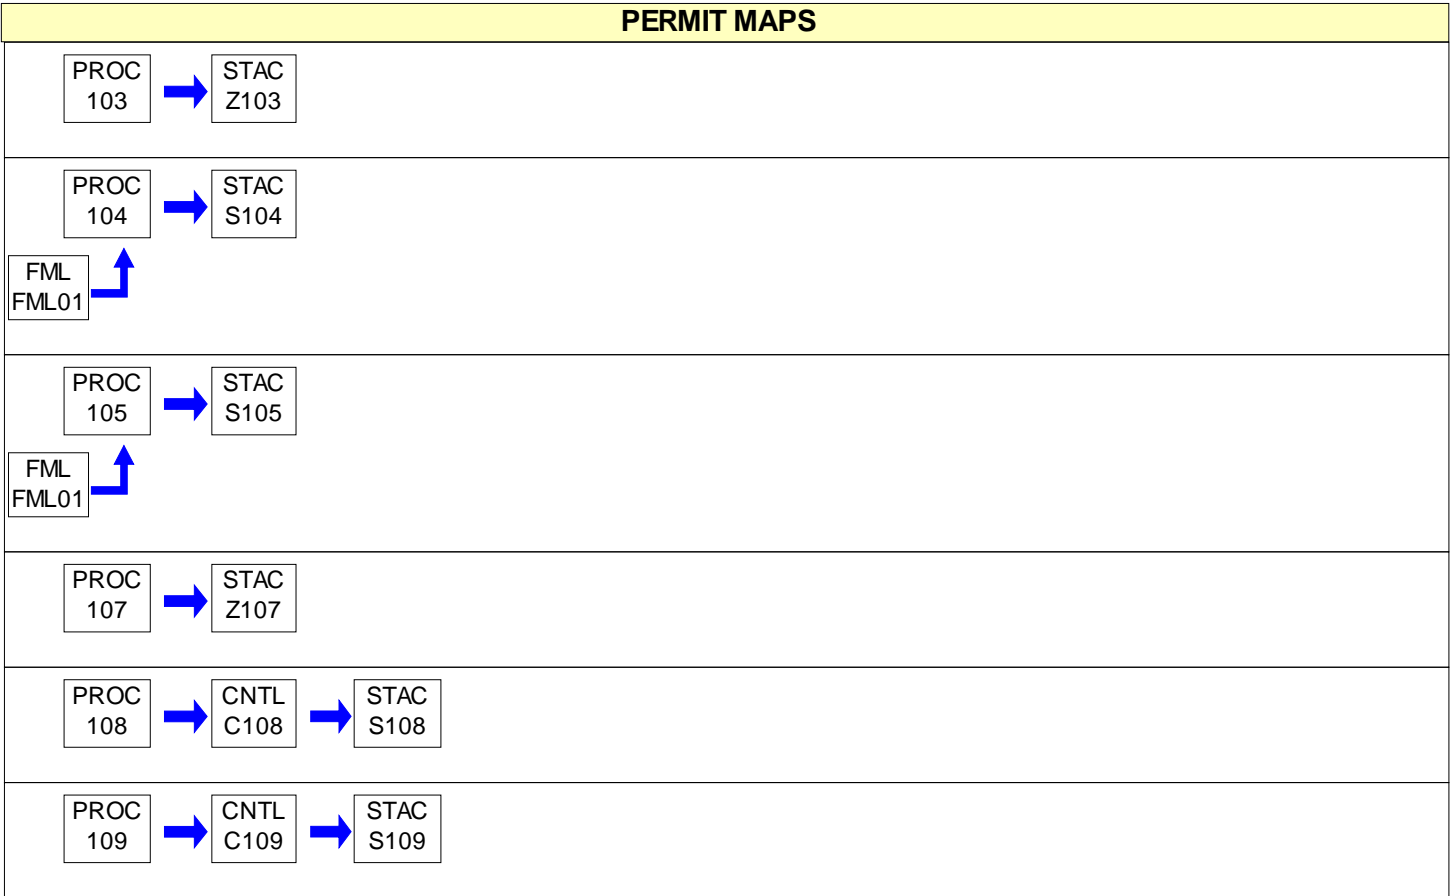 PERMIT MAPS
PROC
103
STAC
Z103
PROC
104
STAC
S104
FML
FML01
PROC
105
STAC
S105
FML
FML01
PROC
107
STAC
Z107
PROC
108
CNTL
C108
STAC
S108
PROC
109
CNTL
C109
STAC
S109